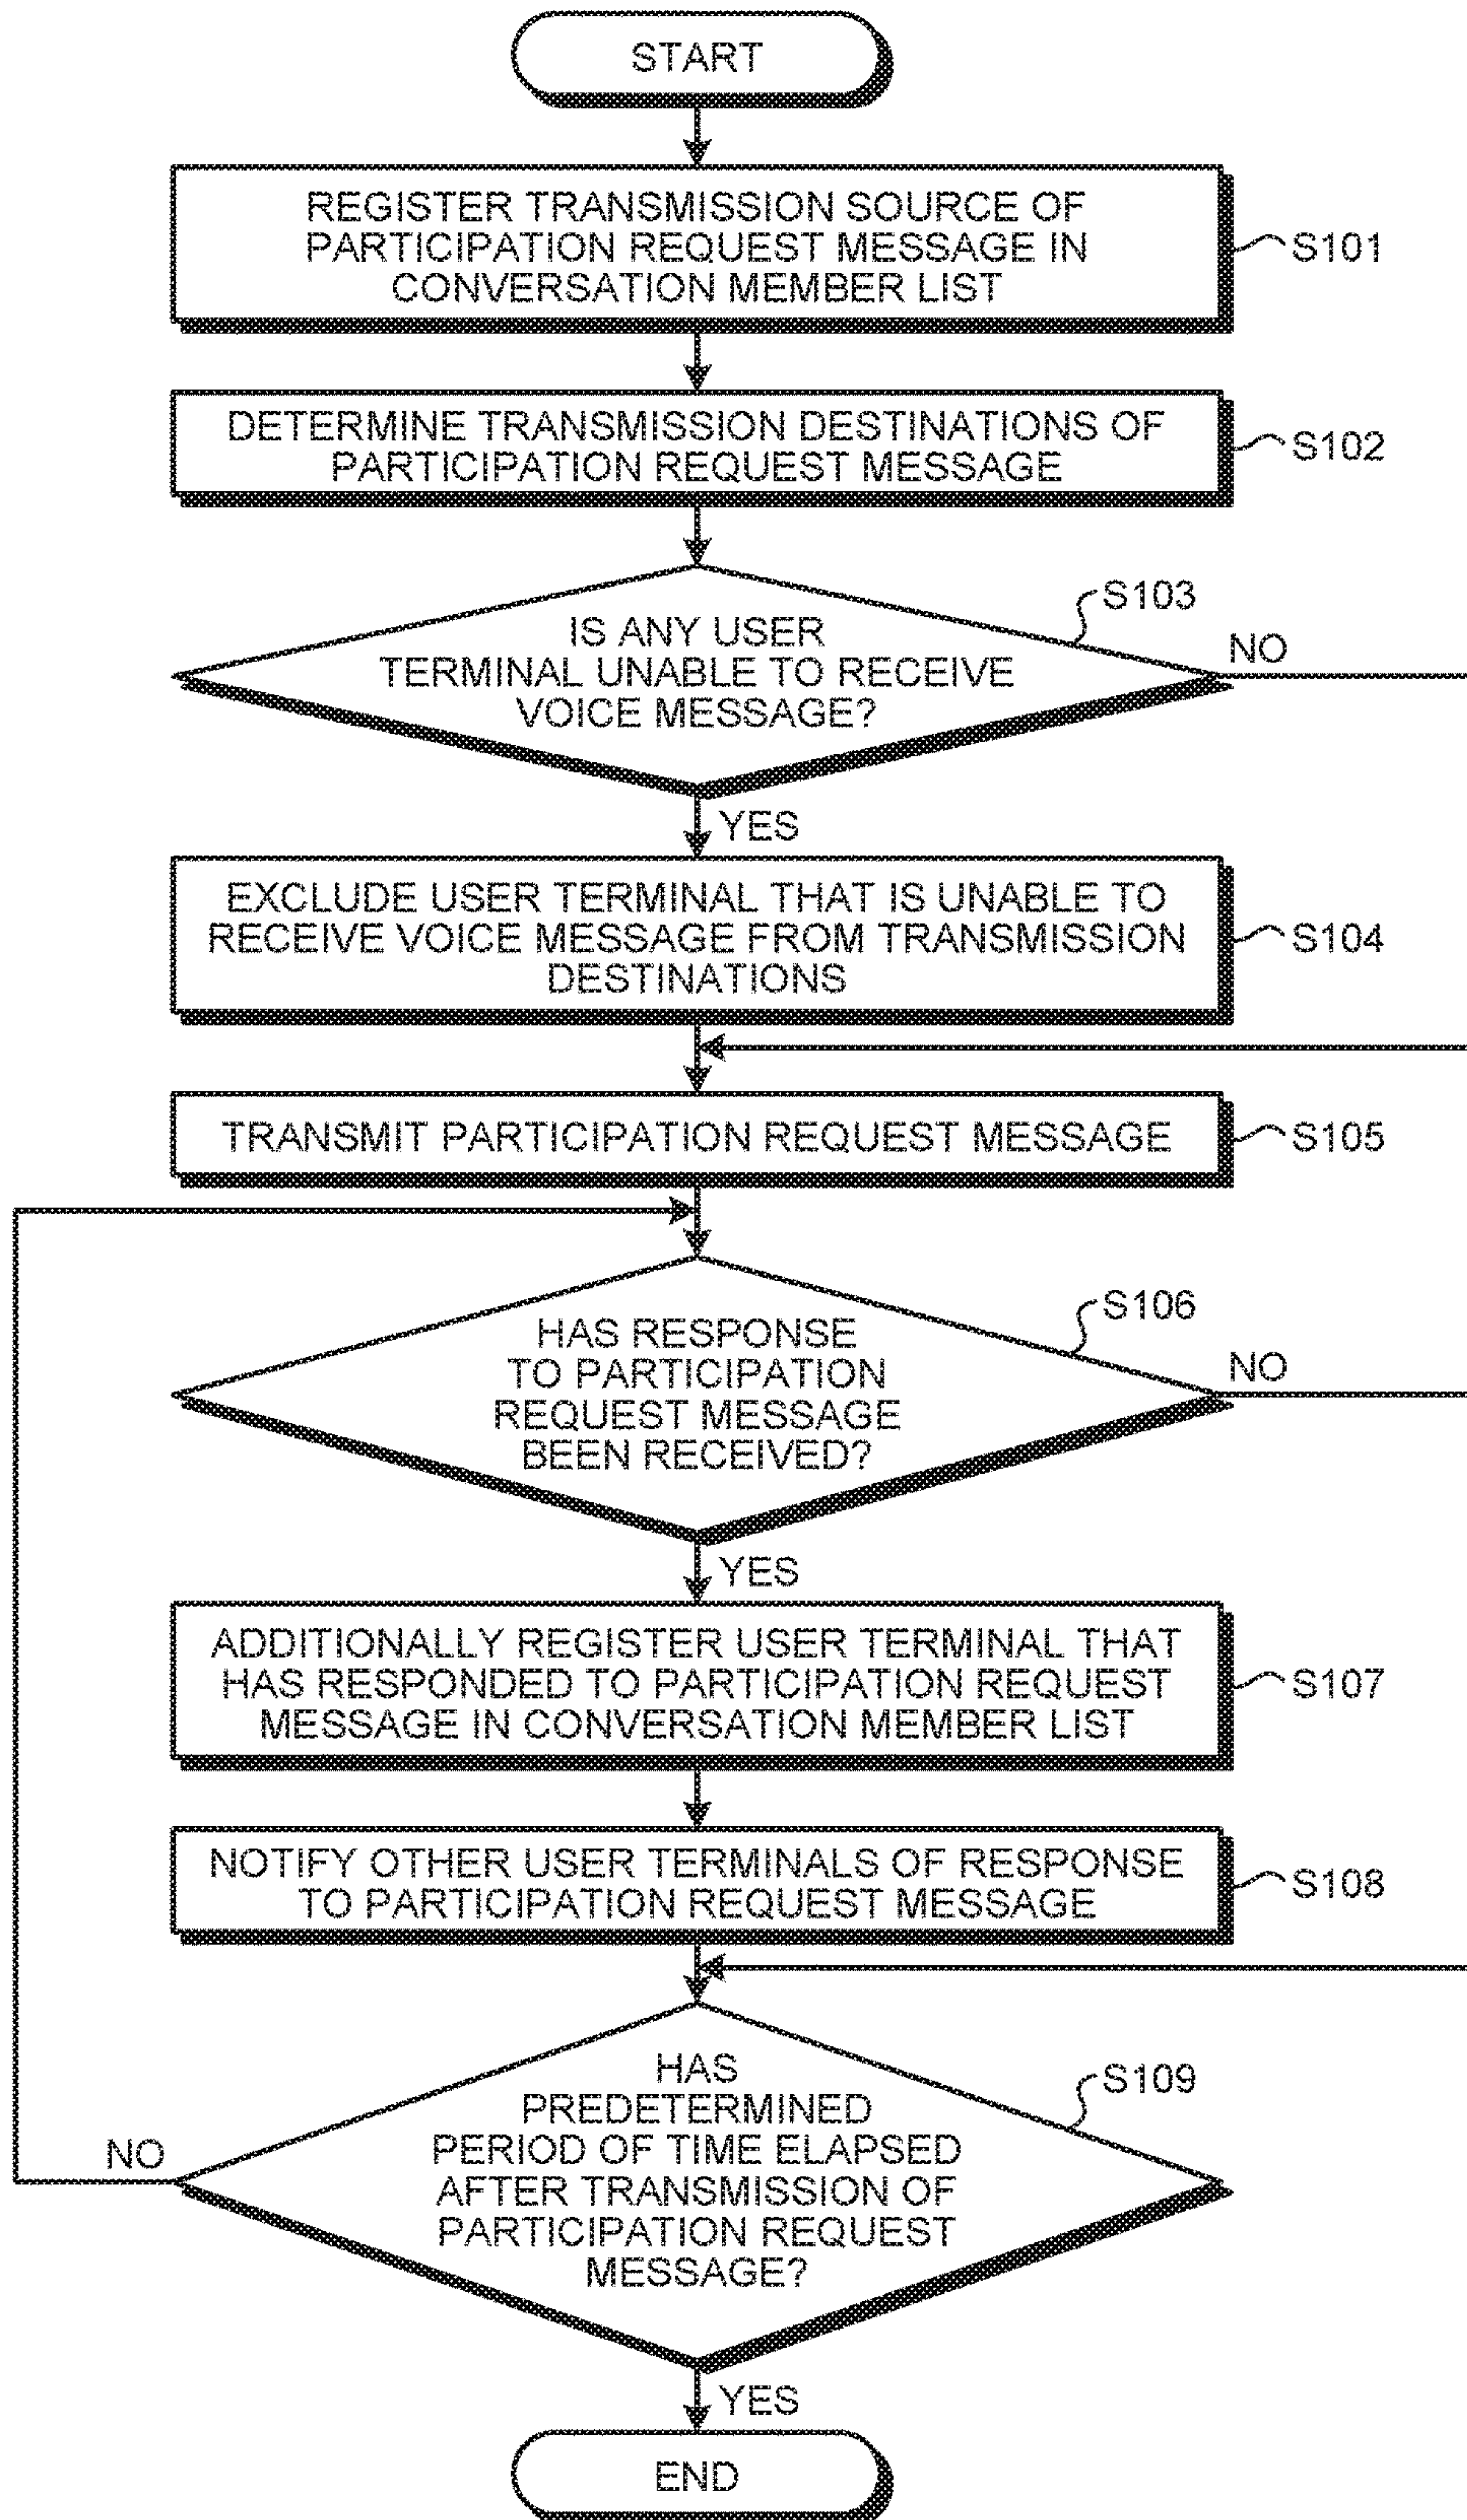 START
REGISTER TRANSMISSION SOURCE OF
PARTICIPATION REQUEST MESSAGE IN
CONVERSATION MEMBER LIST
S101
DETERMINE TRANSMISSION DESTINATIONS OF
PARTICIPATION REQUEST MESSAGE
S102
S103
IS ANY USER
TERMINAL UNABLE TO RECEIVE
VOICE MESSAGE?
NO
YES
EXCLUDE USER TERMINAL THAT IS UNABLE TO
RECEIVE VOICE MESSAGE FROM TRANSMISSION
DESTINATIONS
S104
TRANSMIT PARTICIPATION REQUEST MESSAGE
S105
S106
HAS RESPONSE
TO PARTICIPATION
REQUEST MESSAGE
BEEN RECEIVED?
NO
YES
ADDITIONALLY REGISTER USER TERMINAL THAT
HAS RESPONDED TO PARTICIPATION REQUEST
MESSAGE IN CONVERSATION MEMBER LIST
S107
NOTIFY OTHER USER TERMINALS OF RESPONSE
TO PARTICIPATION REQUEST MESSAGE
S108
S109
HAS
PREDETERMINED
PERIOD OF TIME ELAPSED
AFTER TRANSMISSION OF
PARTICIPATION REQUEST
MESSAGE?
NO
YES
END